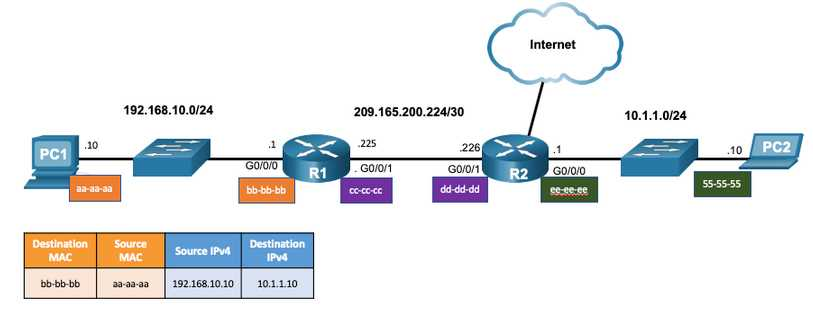 Internet
192.168.10.0/24
209.165.200.224/30
10.1.1.0/24
PC1
.10
.1
.225
.226
.1
.10
PC2
G0/0/0
R1
. G0/0/1
G0/0/1
R2
G0/0/0
aa-aa-aa
bb-bb-bb
cc-cc-cc
dd-dd-dd
ee-ee-ee
55-55-55
Destination MAC
Source MAC
Source IPv4
Destination IPv4
bb-bb-bb
aa-aa-aa
192.168.10.10
10.1.1.10